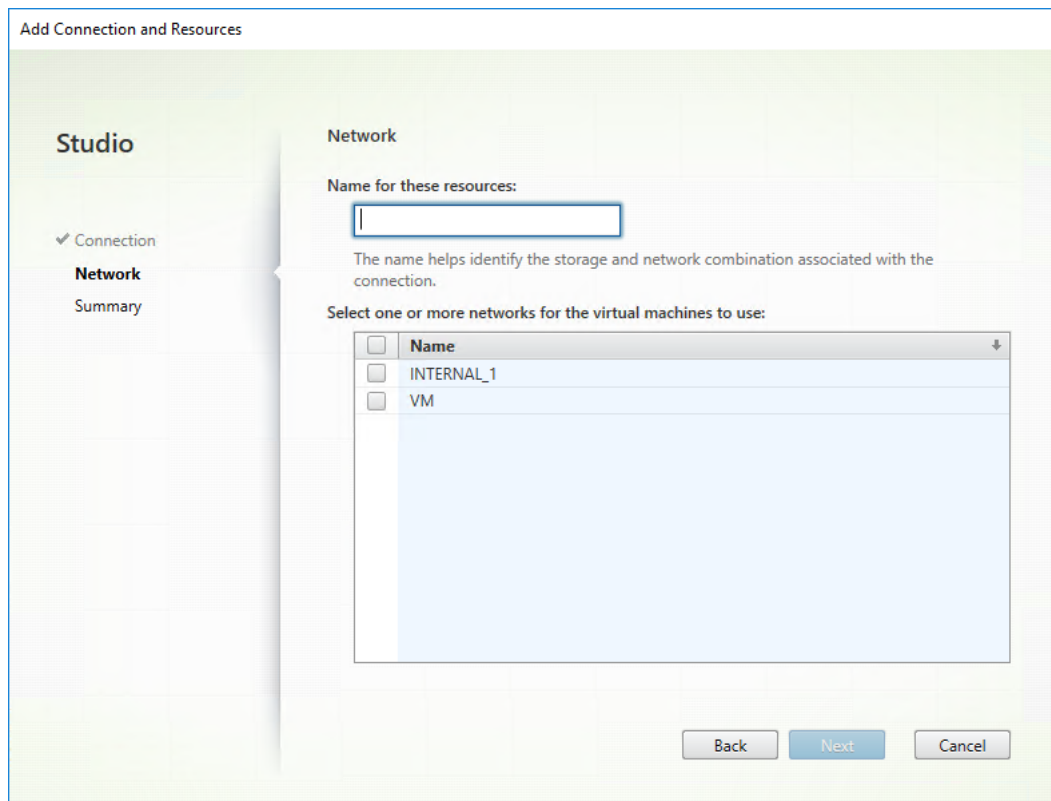 Add Connection and Resources
Studio
Connection
Network
Summary
Network
Name for these resources:
The name helps identify the storage and network combination associated with the
connection.
Select one or more networks for the virtual machines to use:
Name
INTERNAL_1
VM
Back
Next
Cancel